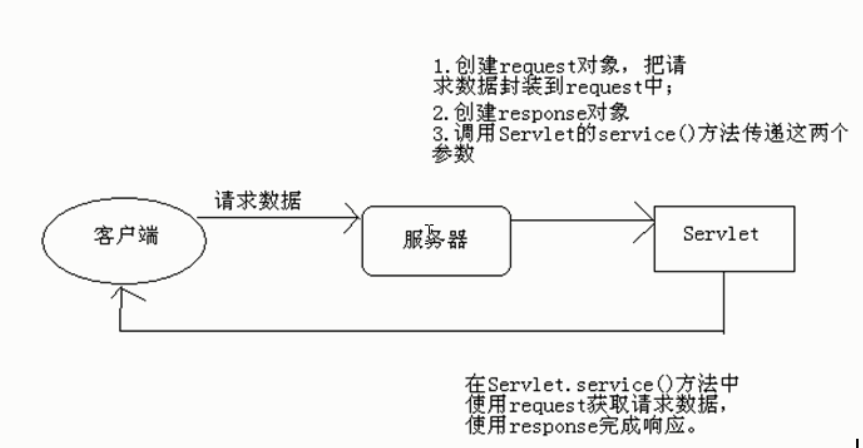 1.创建request对象，把请
求数据封装到request中；
2.创建response对象
3.调用Servlet的service()方法传递这两个
参数
请求数据
客户端
服务器
Servlet
在Servlet.service()方法中
使用request获取请求数据，
使用response完成响应。